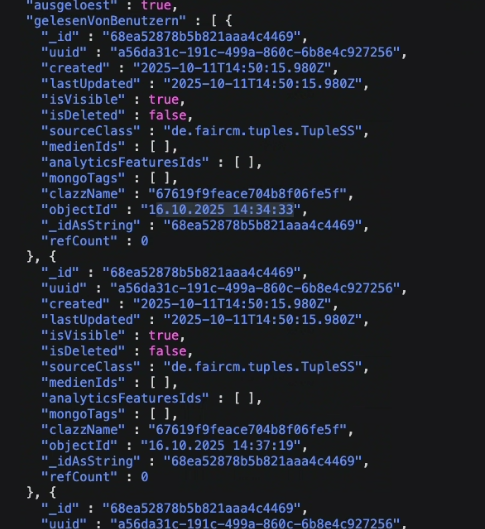 "ausgeloest" : true,
"gelesenVonBenutzern" : [ {
"_id" : "68ea52878b5b821aaa4c4469",
"uuid" : "a56da31c-191c-499a-860c-6b8e4c927256",
"created" : "2025-10-11T14:50:15.980Z",
"lastUpdated" : "2025-10-11T14:50:15.980Z",
"isVisible" : true,
"isDeleted" : false,
"sourceClass" : "de.faircm.tuples.TupleSS",
"medienIds" : [ ],
"analyticsFeaturesIds" : [ ],
"mongoTags" : [ ],
"clazzName" : "67619f9feace704b8f06fe5f",
"objectId" : "16.10.2025 14:34:33",
"_idAsString" : "68ea52878b5b821aaa4c4469",
"refCount" : 0
}, {
"_id" : "68ea52878b5b821aaa4c4469",
"uuid" : "a56da31c-191c-499a-860c-6b8e4c927256",
"created" : "2025-10-11T14:50:15.980Z",
"lastUpdated" : "2025-10-11T14:50:15.980Z",
"isVisible" : true,
"isDeleted" : false,
"sourceClass" : "de.faircm.tuples.TupleSS",
"medienIds" : [ ],
"analyticsFeaturesIds" : [ ],
"mongoTags" : [ ],
"clazzName" : "67619f9feace704b8f06fe5f",
"objectId" : "16.10.2025 14:37:19",
"_idAsString" : "68ea52878b5b821aaa4c4469",
"refCount" : 0
}, {
"_id" : "68ea52878b5b821aaa4c4469",
"uuid" : "a56da31c-191c-499a-860c-6b8e4c927256",